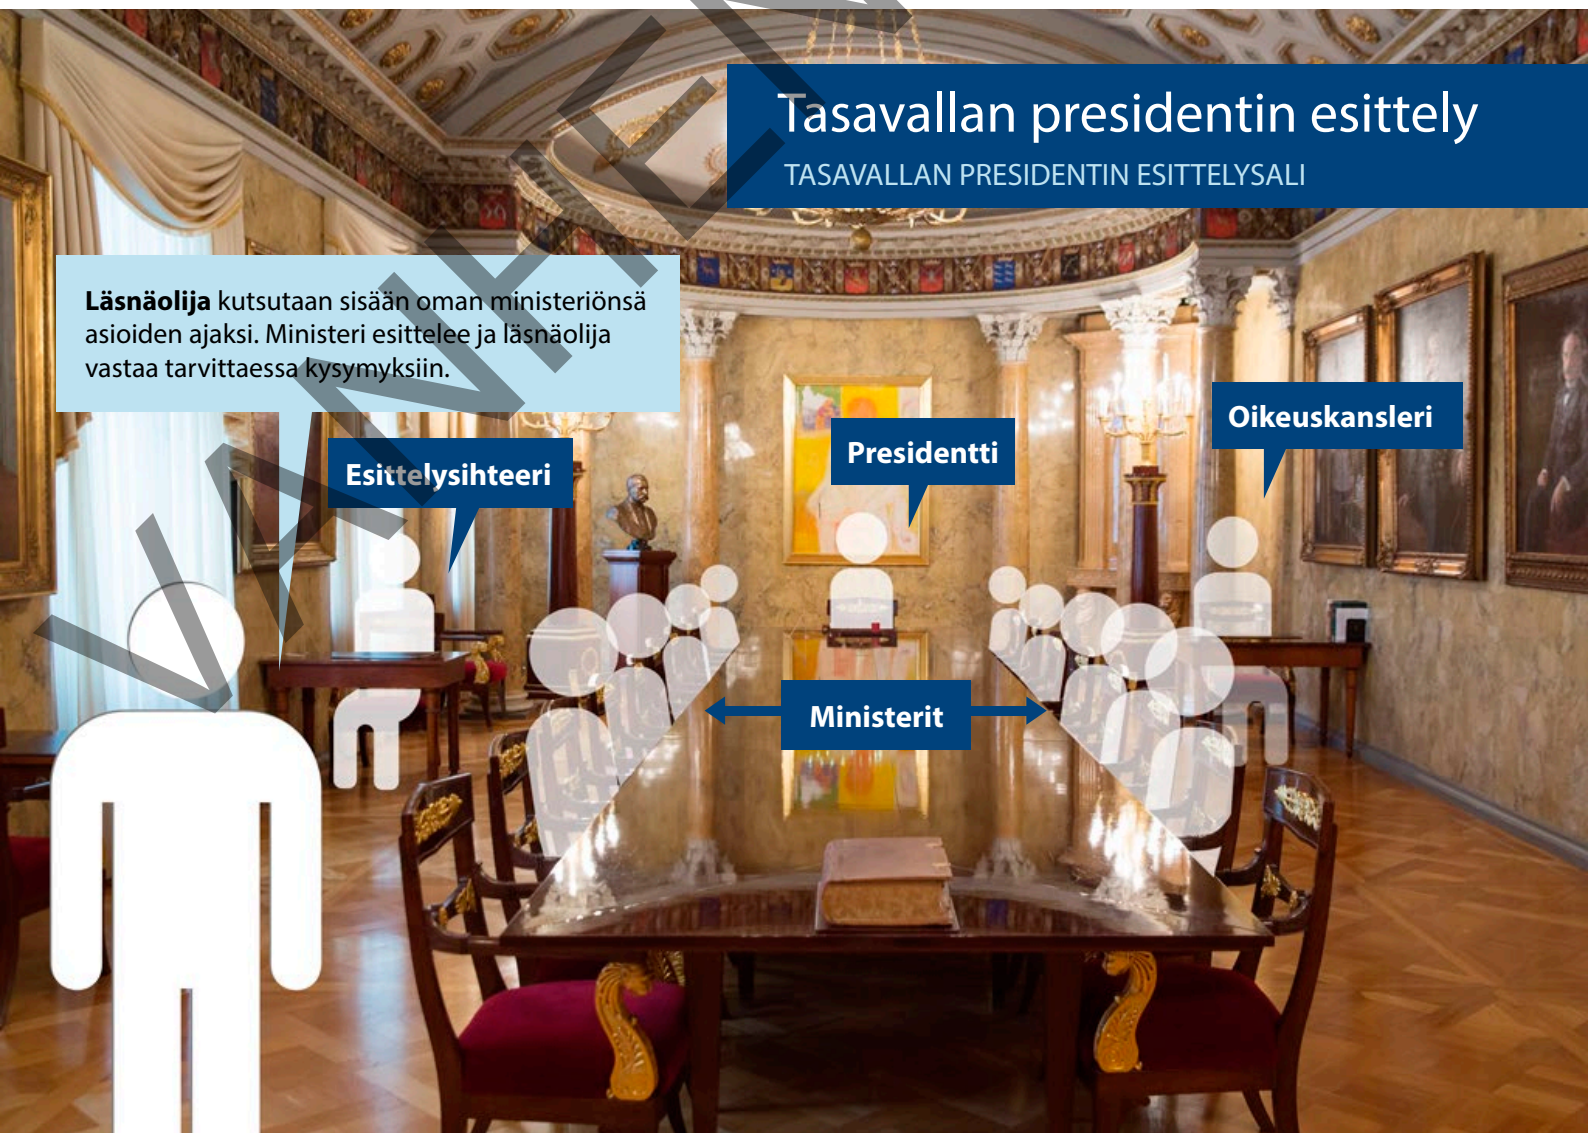 Tasavallan presidentin esittely
TASAVALLAN PRESIDENTIN ESITTELYSALI
Läsnäolija kutsutaan sisään oman ministeriönsä
asioiden ajaksi. Ministeri esittelee ja läsnäolija
vastaa tarvittaessa kysymyksiin.
Esittelysihteeri
Presidentti
Oikeuskansleri
Ministerit
VANHEN